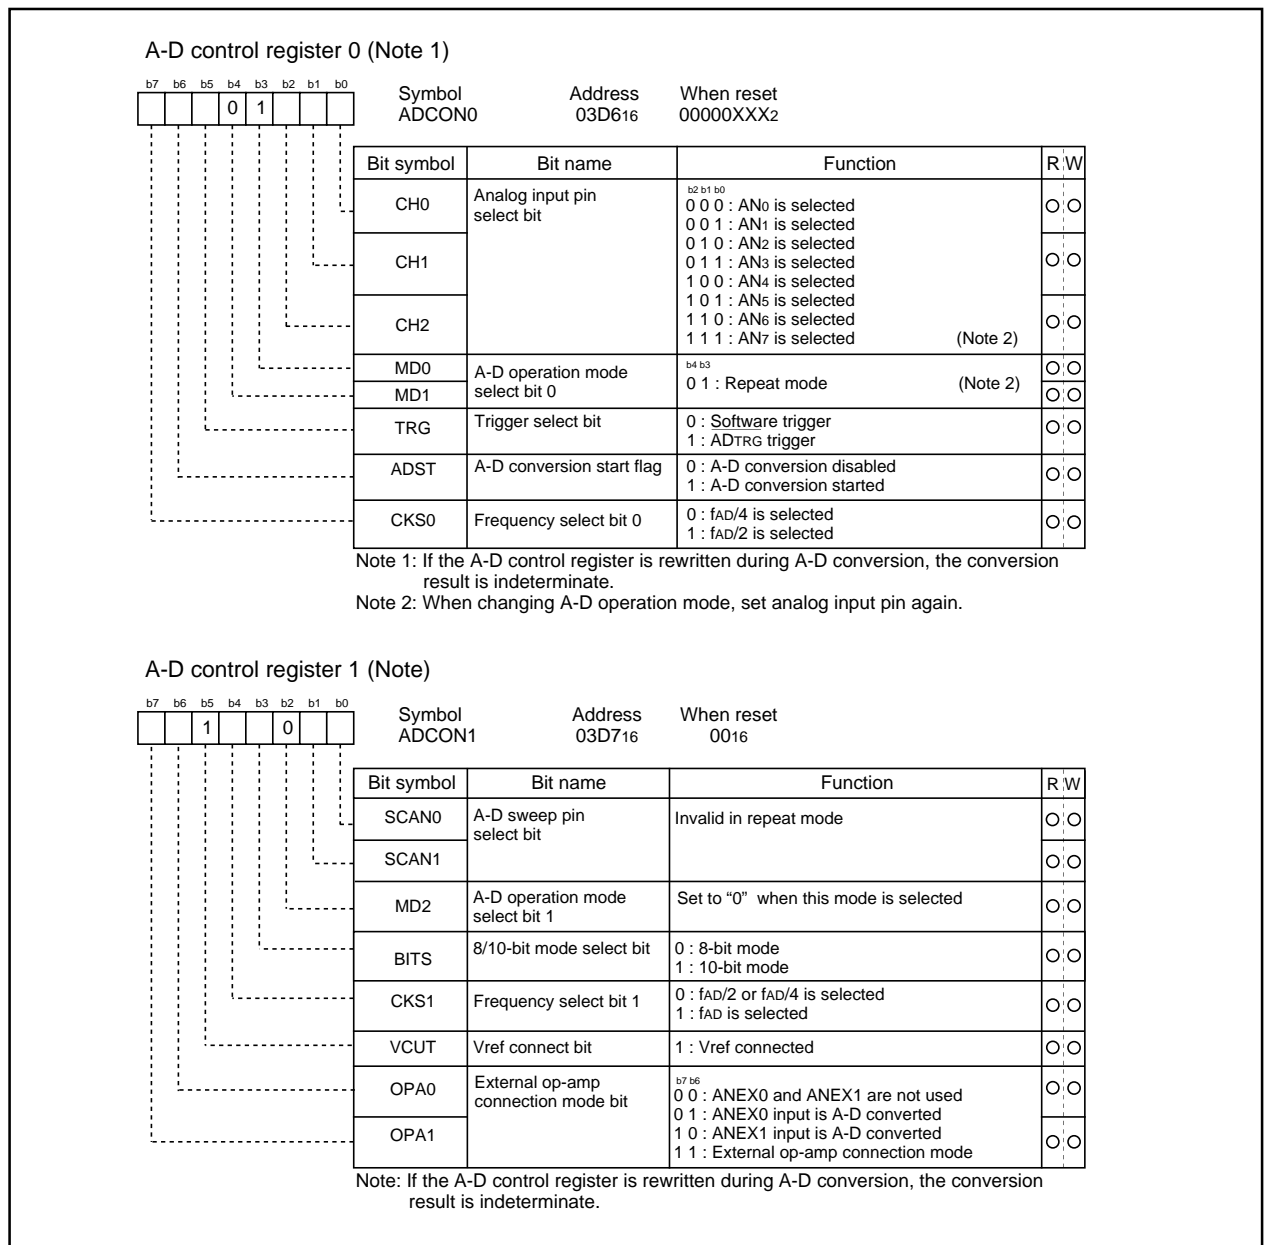 A-D control register 0 (Note 1)
b7 b6 b5 b4 b3 b2 b1 b0
0 1
Symbol Address When reset
ADCON0 03D616 00000XXX2
Bit symbol Bit name Function R W
CH0 Analog input pin select bit
b2 b1 b0
0 0 0 : AN0 is selected
0 0 1 : AN1 is selected
0 1 0 : AN2 is selected
CH1
0 1 1 : AN3 is selected
1 0 0 : AN4 is selected
1 0 1 : AN5 is selected
CH2
1 1 0 : AN6 is selected
1 1 1 : AN7 is selected (Note 2)
MD0 A-D operation mode select bit 0
b4 b3
0 1 : Repeat mode (Note 2)
MD1
TRG Trigger select bit
0 : Software trigger
1 : ADTRG trigger
ADST A-D conversion start flag
0 : A-D conversion disabled
1 : A-D conversion started
CKS0 Frequency select bit 0
0 : fAD/4 is selected
1 : fAD/2 is selected
Note 1: If the A-D control register is rewritten during A-D conversion, the conversion
result is indeterminate.
Note 2: When changing A-D operation mode, set analog input pin again.
A-D control register 1 (Note)
b7 b6 b5 b4 b3 b2 b1 b0
1 0
Symbol Address When reset
ADCON1 03D716 0016
Bit symbol Bit name Function R W
SCAN0 A-D sweep pin select bit
Invalid in repeat mode
SCAN1
MD2 A-D operation mode select bit 1
Set to “0” when this mode is selected
BITS 8/10-bit mode select bit
0 : 8-bit mode
1 : 10-bit mode
CKS1 Frequency select bit 1
0 : fAD/2 or fAD/4 is selected
1 : fAD is selected
VCUT Vref connect bit
1 : Vref connected
OPA0 External op-amp connection mode bit
b7 b6
0 0 : ANEX0 and ANEX1 are not used
0 1 : ANEX0 input is A-D converted
OPA1
1 0 : ANEX1 input is A-D converted
1 1 : External op-amp connection mode
Note: If the A-D control register is rewritten during A-D conversion, the conversion
result is indeterminate.